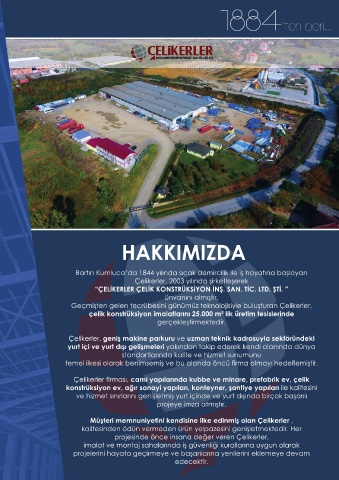 1884'ten beri...
ÇELİKERLER
HAKKIMIZDA
Bartın Kumluca'da 1844 yılında sıcak demircilik ile iş hayatına başlayan
Çelikerler, 2003 yılında şirketleşerek
"ÇELİKERLER ÇELİK KONSTRÜKSİYON İNŞ. SAN. TİC. LTD. ŞTİ. "
ünvanını almıştır.
Geçmişten gelen tecrübesini günümüz teknolojisiyle buluşturan Çelikerler,
çelik konstrüksiyon imalatlarını 25.000 m² lik üretim tesislerinde
gerçekleştirmektedir.
Çelikerler, geniş makine parkuru ve uzman teknik kadrosuyla sektöründeki
yurt içi ve yurt dışı gelişmeleri yakından takip ederek kendi alanında dünya
standartlarında kalite ve hizmet sunumunu
temel ilkesi olarak benimsemiş ve bu alanda öncü firma olmayı hedeflemiştir.
Çelikerler firması, cami yapılarında kubbe ve minare, prefabrik ev, çelik
konstrüksiyon ev, ağır sanayi yapıları, konteyner, şantiye yapıları ile kalitesini
ve hizmet sınırlarını genişletmiş yurt içinde ve yurt dışında birçok başarılı
projeye imza atmıştır.
Müşteri memnuniyetini kendisine ilke edinmiş olan Çelikerler ,
kalitesinden ödün vermeden ürün yelpazesini genişletmektedir. Her
projesinde önce insana değer veren Çelikerler,
imalat ve montaj sahalarında iş güvenliği kurallarına uygun olarak
projelerini hayata geçirmeye ve başarılarına yenilerini eklemeye devam
edecektir.